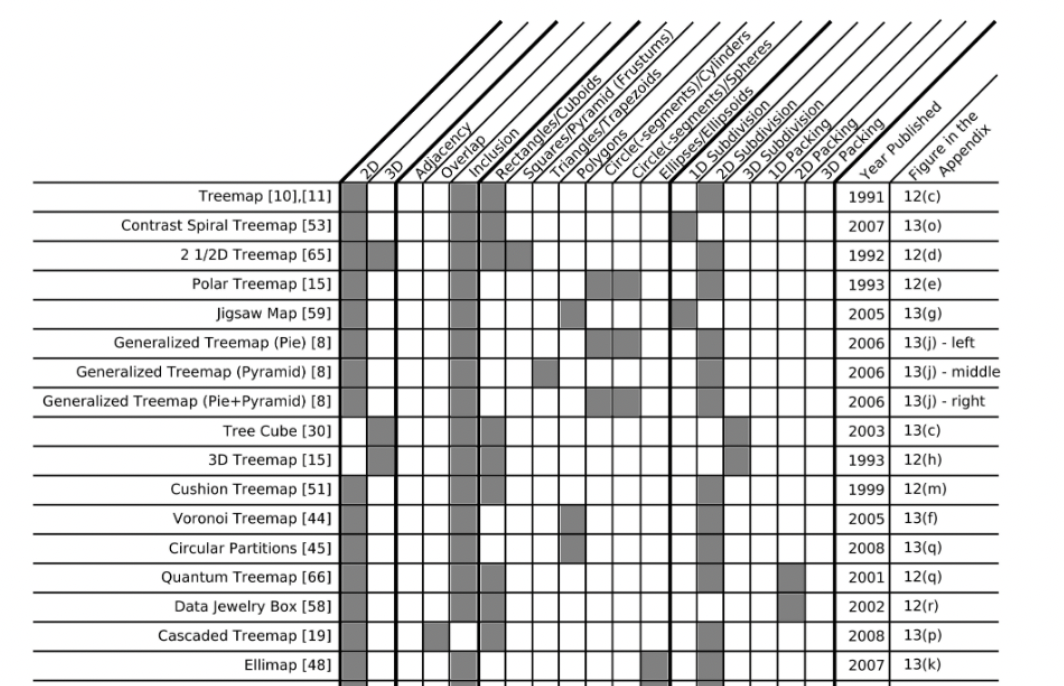 2D
3D
Adjacency
Overlap
Inclusion
Rectangles/Cuboids
Squares/Pyramid (Frustums)
Triangles/Trapezoids
Polygons
Circle(-segments)/Cylinders
Circle(-segments)/Spheres
Ellipses/Ellipsoids
1D Subdivision
2D Subdivision
3D Subdivision
1D Packing
2D Packing
3D Packing
Year Published
Figure in the
Appendix
Treemap [10],[11] 1991 12(c)
Contrast Spiral Treemap [53] 2007 13(o)
2 1/2D Treemap [65] 1992 12(d)
Polar Treemap [15] 1993 12(e)
Jigsaw Map [59] 2005 13(g)
Generalized Treemap (Pie) [8] 2006 13(j) - left
Generalized Treemap (Pyramid) [8] 2006 13(j) - middle
Generalized Treemap (Pie+Pyramid) [8] 2006 13(j) - right
Tree Cube [30] 2003 13(c)
3D Treemap [15] 1993 12(h)
Cushion Treemap [51] 1999 12(m)
Voronoi Treemap [44] 2005 13(f)
Circular Partitions [45] 2008 13(q)
Quantum Treemap [66] 2001 12(q)
Data Jewelry Box [58] 2002 12(r)
Cascaded Treemap [19] 2008 13(p)
Ellimap [48] 2007 13(k)